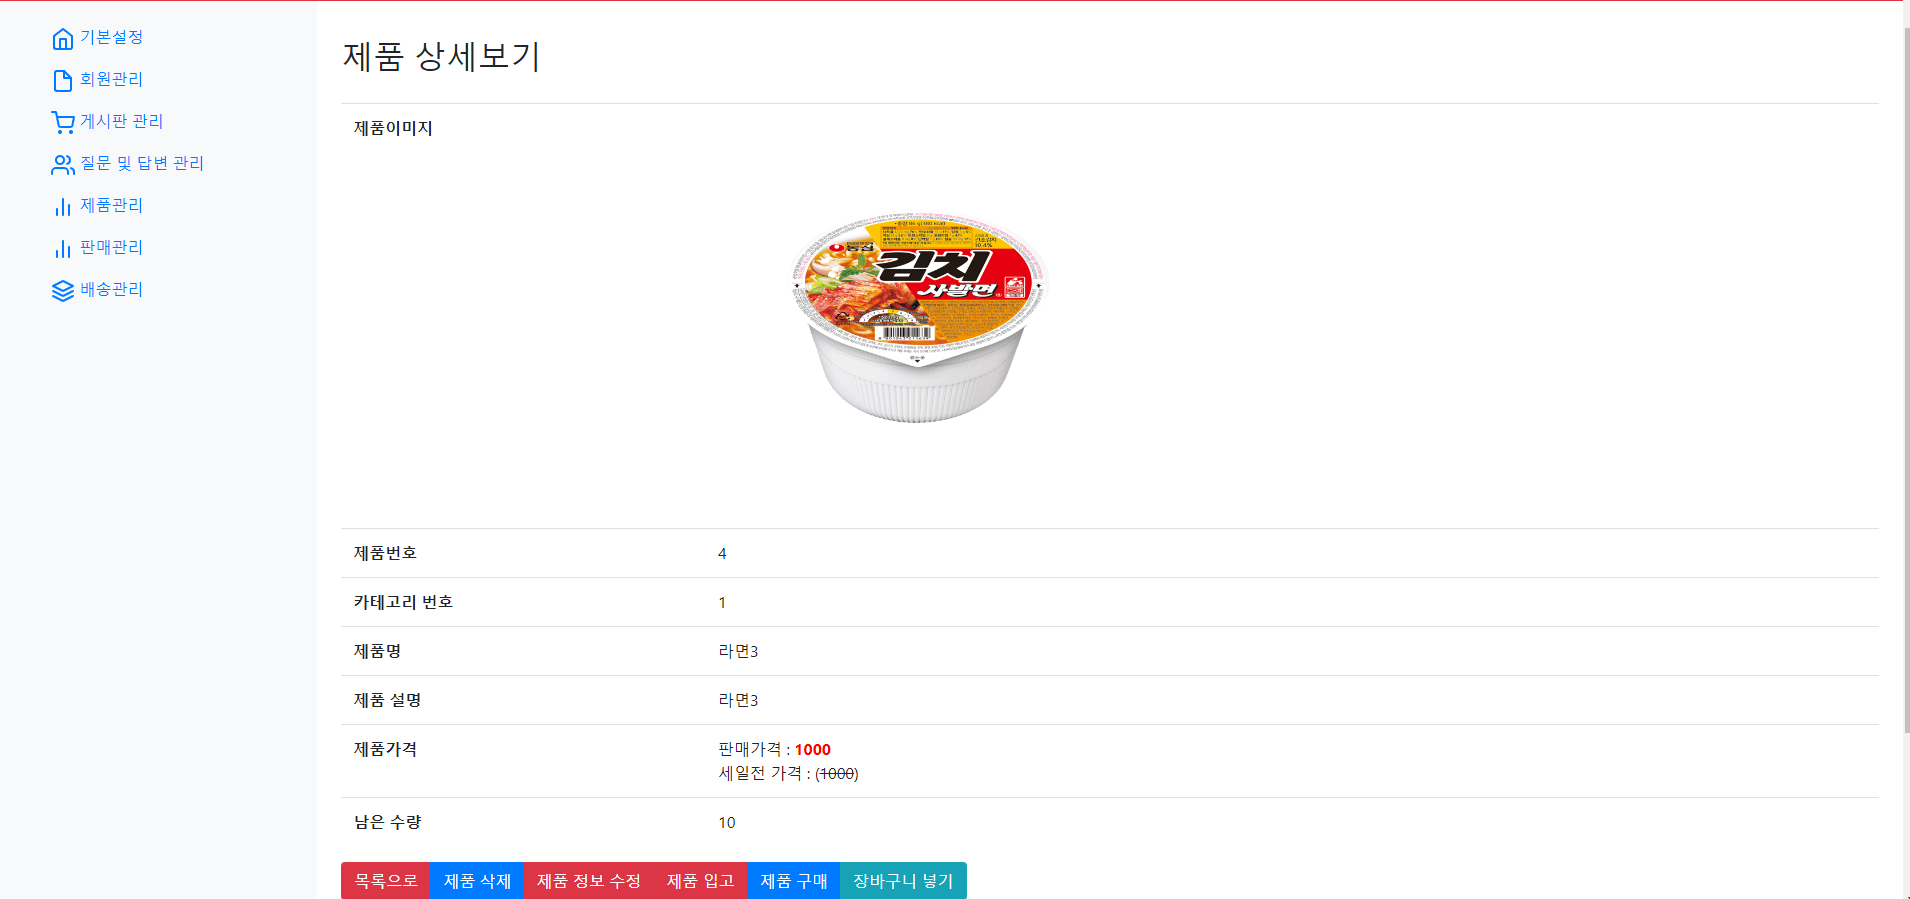 기본설정
회원관리
게시판 관리
질문 및 답변 관리
제품관리
판매관리
배송관리
제품 상세보기
제품이미지
농심
김치
사발면
제품번호 4
카테고리 번호 1
제품명 라면3
제품 설명 라면3
제품가격 판매가격 : 1000
세일전 가격 : (1000)
남은 수량 10
목록으로 제품 삭제 제품 정보 수정 제품 입고 제품 구매 장바구니 넣기